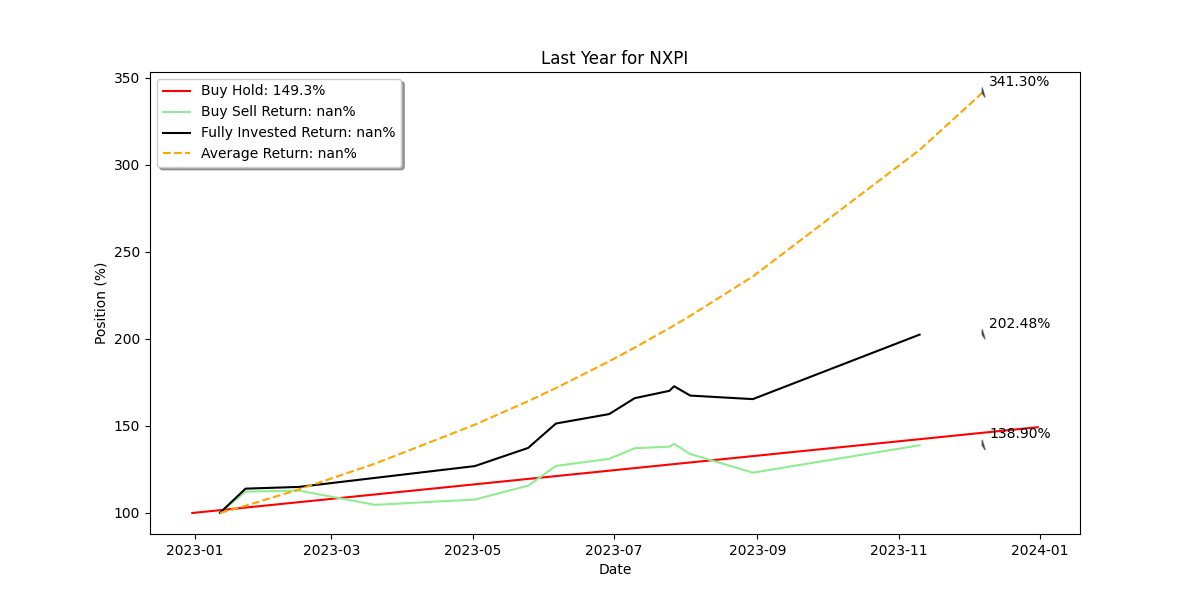 Last Year for NXPI
Buy Hold: 149.3%
Buy Sell Return: nan%
Fully Invested Return: nan%
Average Return: nan%
341.30%
202.48%
138.90%
Position (%)
350
300
250
200
150
100
2023-01
2023-03
2023-05
2023-07
2023-09
2023-11
2024-01
Date